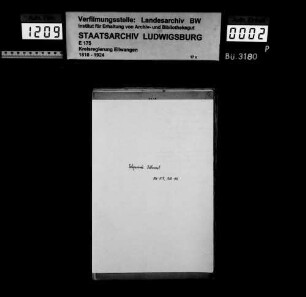 1209
Verfilmungsstelle: Landesarchiv BW
Institut für Erhaltung von Archiv- und Bibliotheksgut
STAATSARCHIV LUDWIGSBURG
E 175
Kreisregierung Ellwangen
1818 - 1924
0002
P
Bü 3180